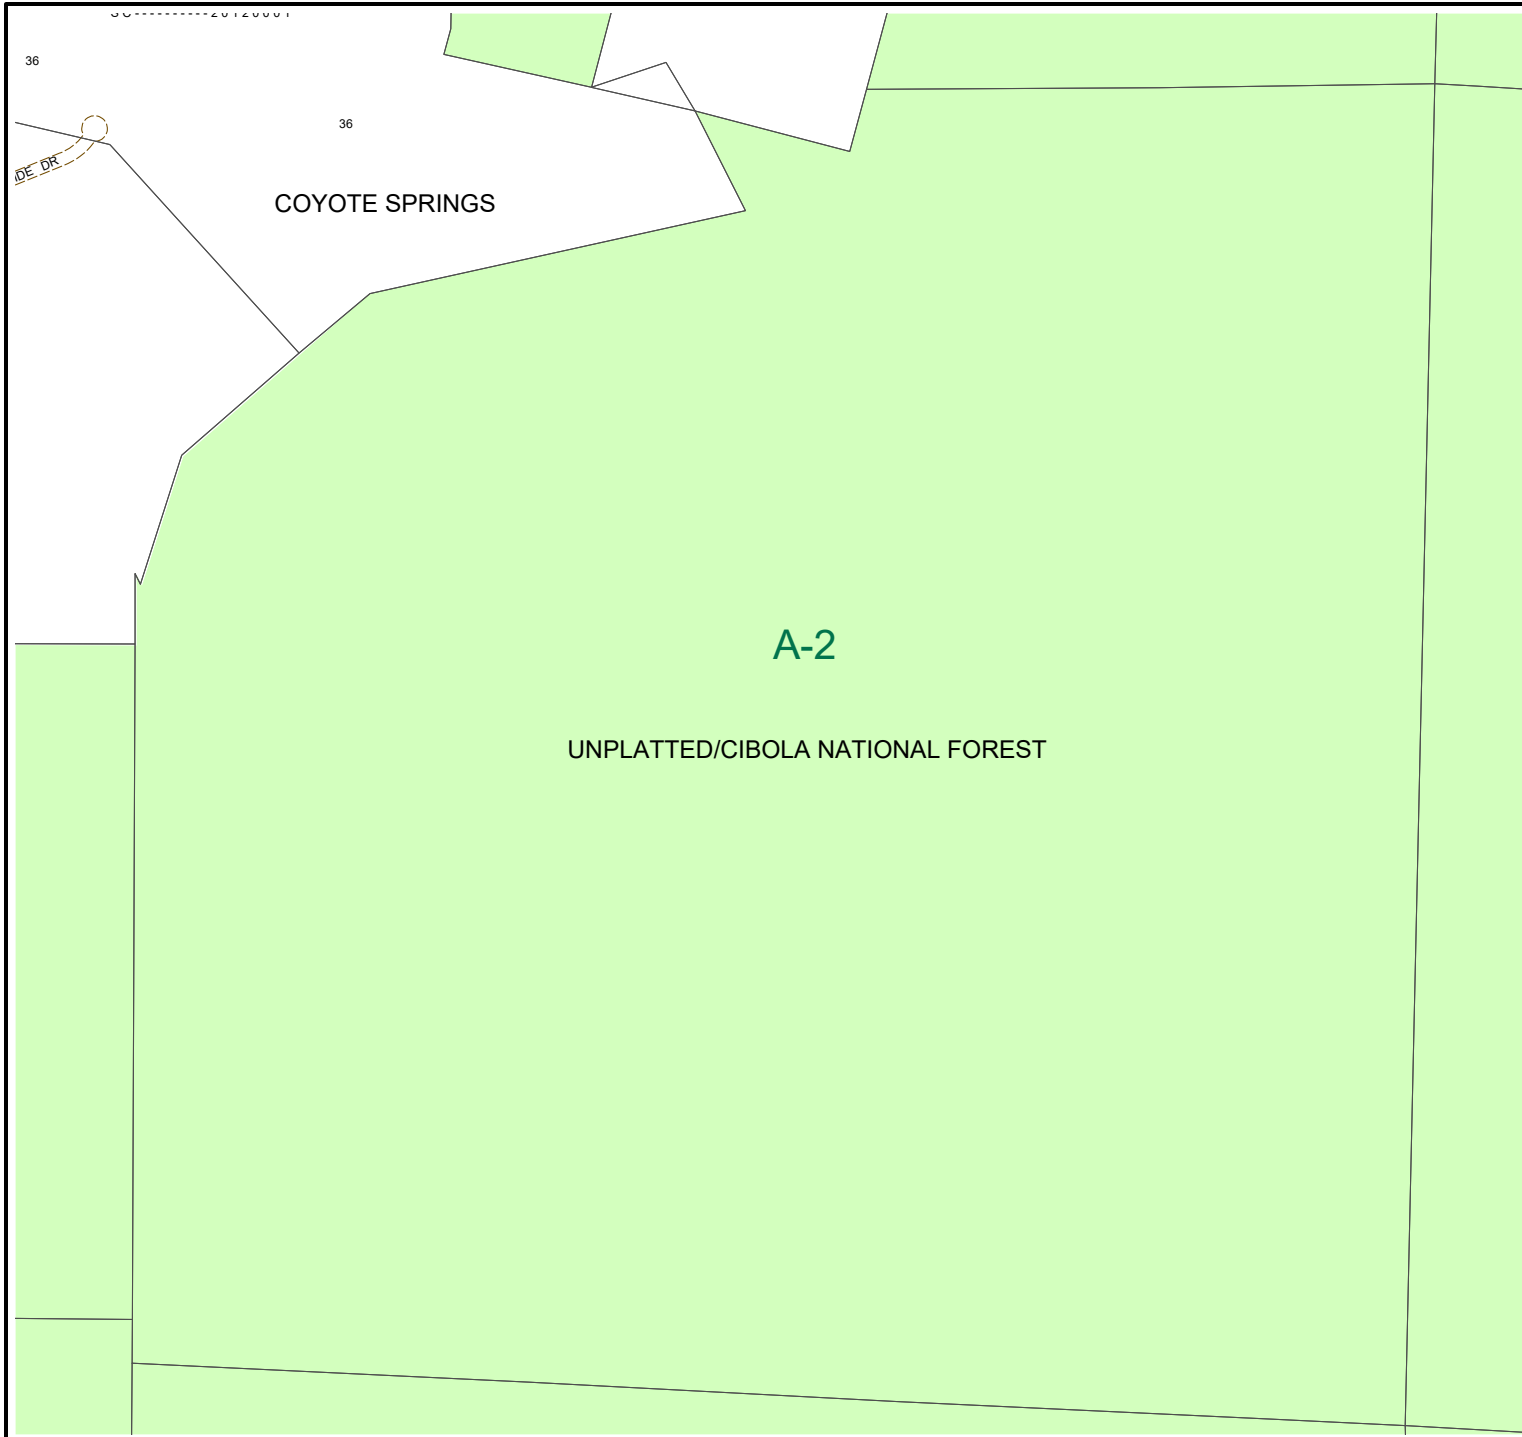 36
36
DE DR
COYOTE SPRINGS
A-2
UNPLATTED/CIBOLA NATIONAL FOREST